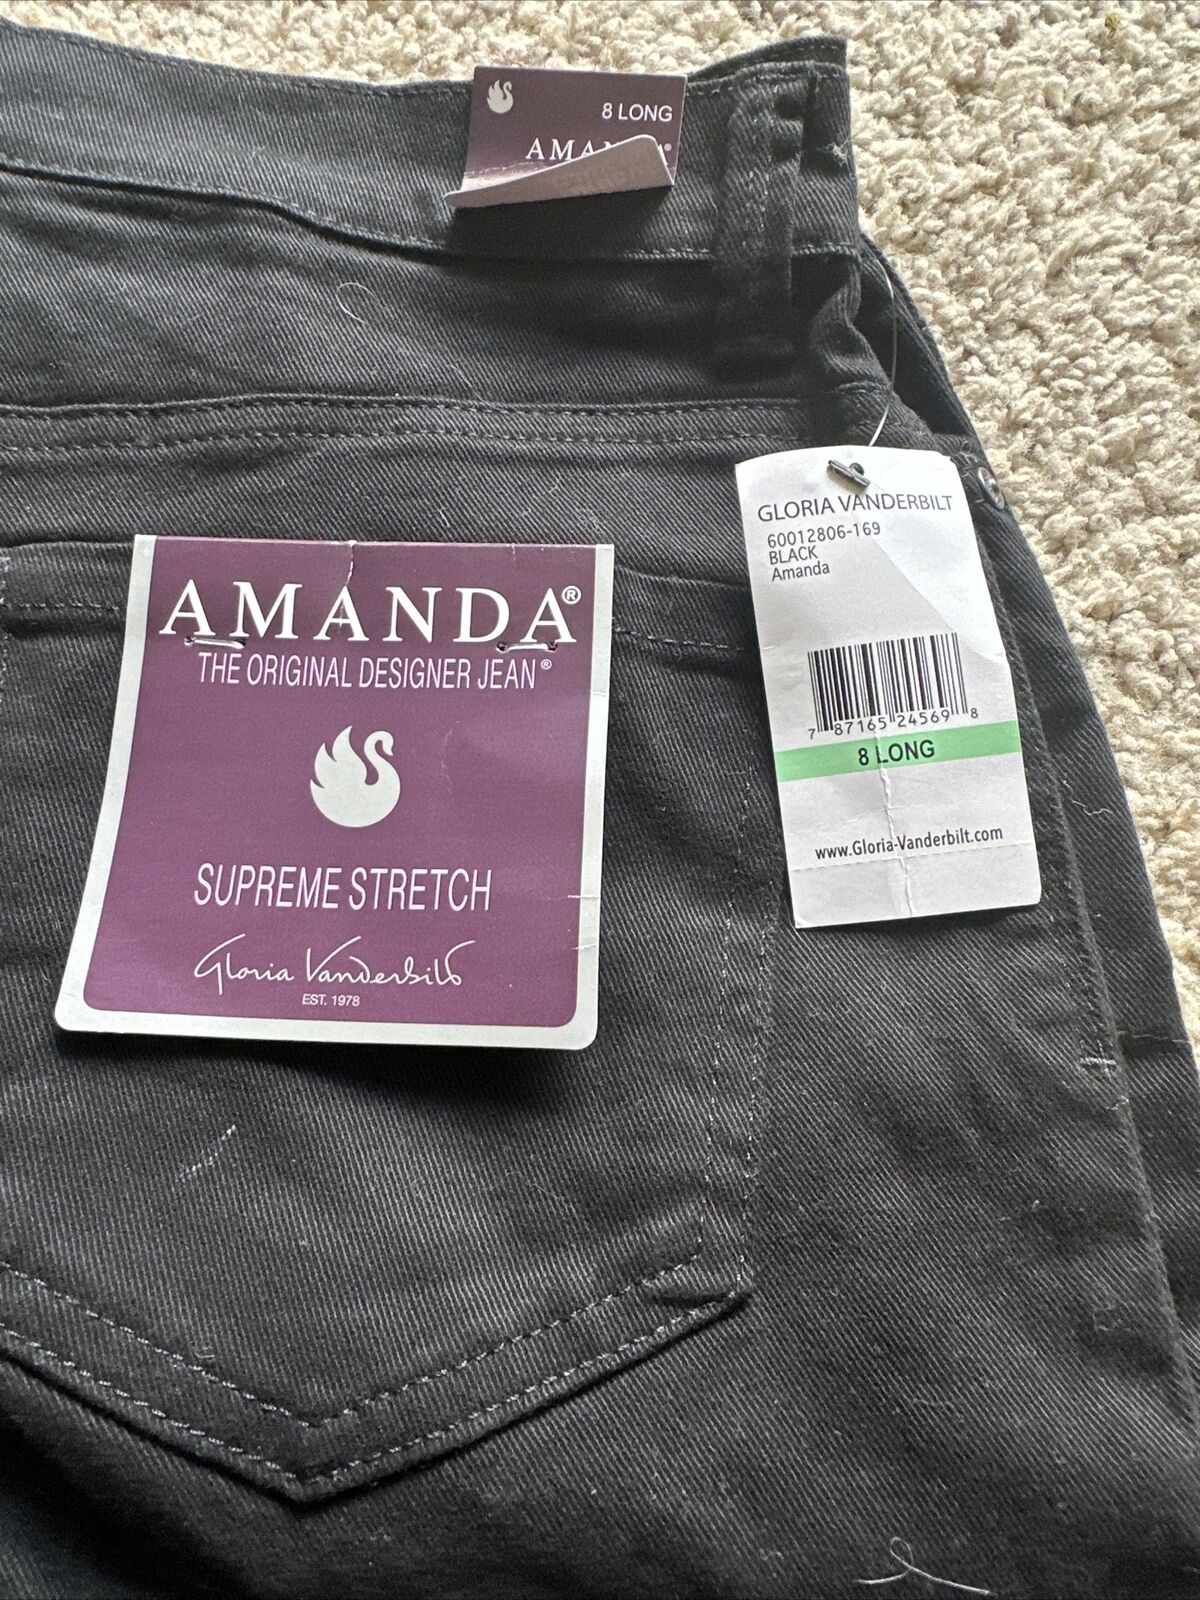 8 LONG
AMANDA®
THE ORIGINAL DESIGNER JEAN®
SUPREME STRETCH
Gloria Vanderbilt
EST. 1978
GLORIA VANDERBILT
60012806-169
BLACK
Amanda
7 87165 24569 8
8 LONG
www.Gloria-Vanderbilt.com